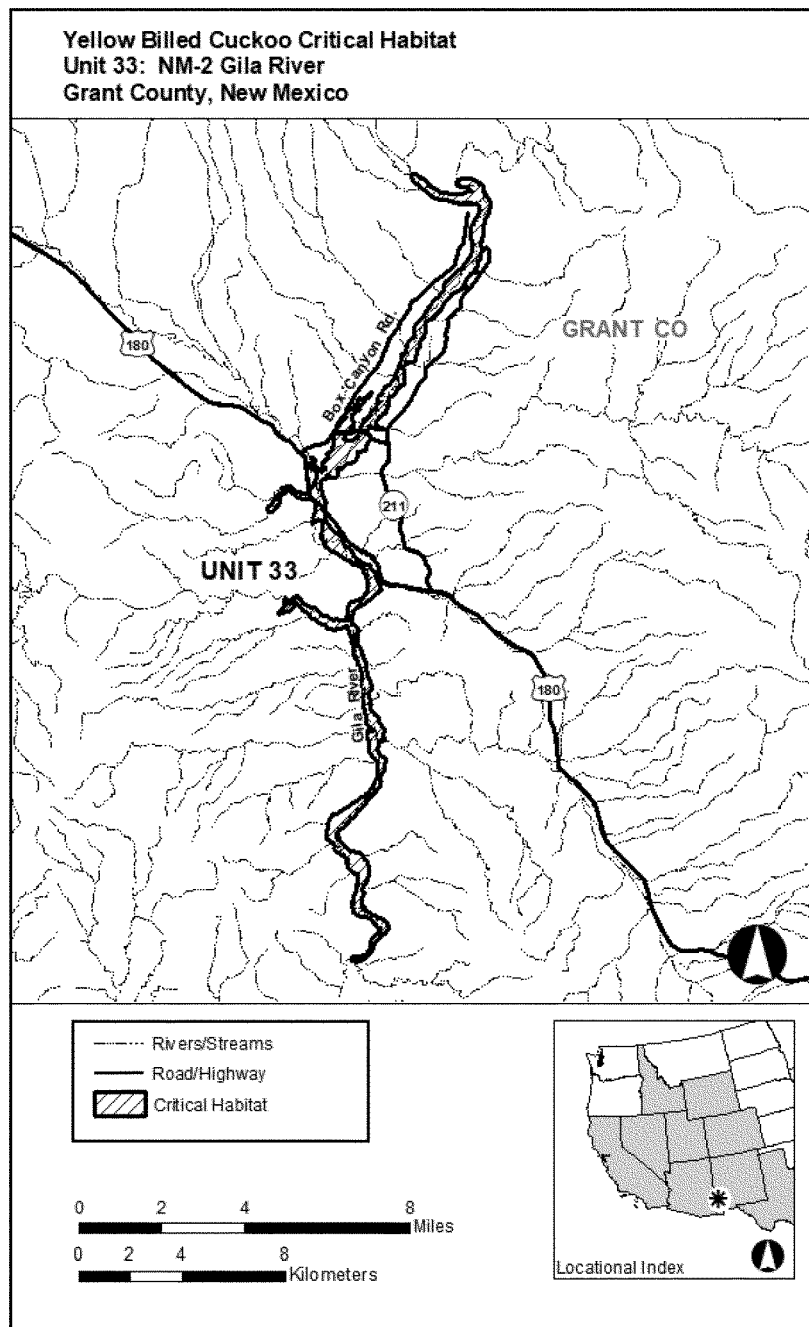 Yellow Billed Cuckoo Critical Habitat
Unit 33: NM-2 Gila River
Grant County, New Mexico
180
Box-Canyon Rd.
GRANT CO
211
UNIT 33
180
Gila River
Rivers/Streams
Road/Highway
Critical Habitat
0 2 4 8
Miles
0 2 4 8
Kilometers
Locational Index